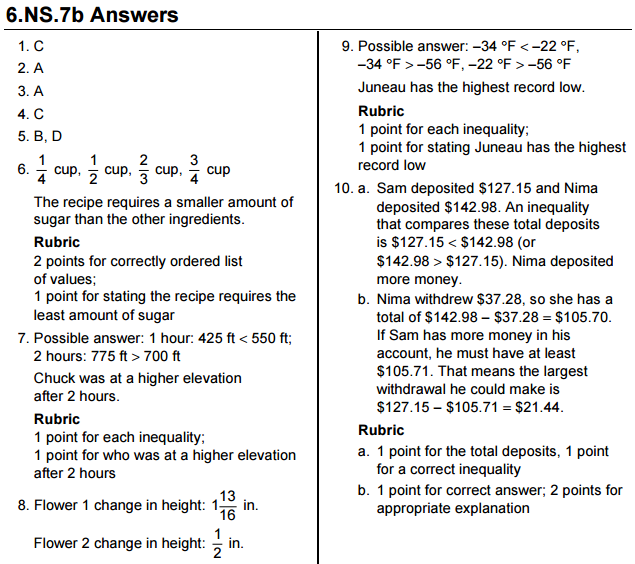 6.NS.7b Answers
1. C
2. A
3. A
4. C
5. B, D
6. 1/4 cup, 1/2 cup, 2/3 cup, 3/4 cup
The recipe requires a smaller amount of
sugar than the other ingredients.
Rubric
2 points for correctly ordered list
of values;
1 point for stating the recipe requires the
least amount of sugar
7. Possible answer: 1 hour: 425 ft < 550 ft;
2 hours: 775 ft > 700 ft
Chuck was at a higher elevation
after 2 hours.
Rubric
1 point for each inequality;
1 point for who was at a higher elevation
after 2 hours
8. Flower 1 change in height: 1 13/16 in.
Flower 2 change in height: 1/2 in.
9. Possible answer: –34 ºF < –22 ºF,
–34 ºF > –56 ºF, –22 ºF > –56 ºF
Juneau has the highest record low.
Rubric
1 point for each inequality;
1 point for stating Juneau has the highest
record low
10. a. Sam deposited $127.15 and Nima
deposited $142.98. An inequality
that compares these total deposits
is $127.15 < $142.98 (or
$142.98 > $127.15). Nima deposited
more money.
b. Nima withdrew $37.28, so she has a
total of $142.98 – $37.28 = $105.70.
If Sam has more money in his
account, he must have at least
$105.71. That means the largest
withdrawal he could make is
$127.15 – $105.71 = $21.44.
Rubric
a. 1 point for the total deposits, 1 point
for a correct inequality
b. 1 point for correct answer; 2 points for
appropriate explanation